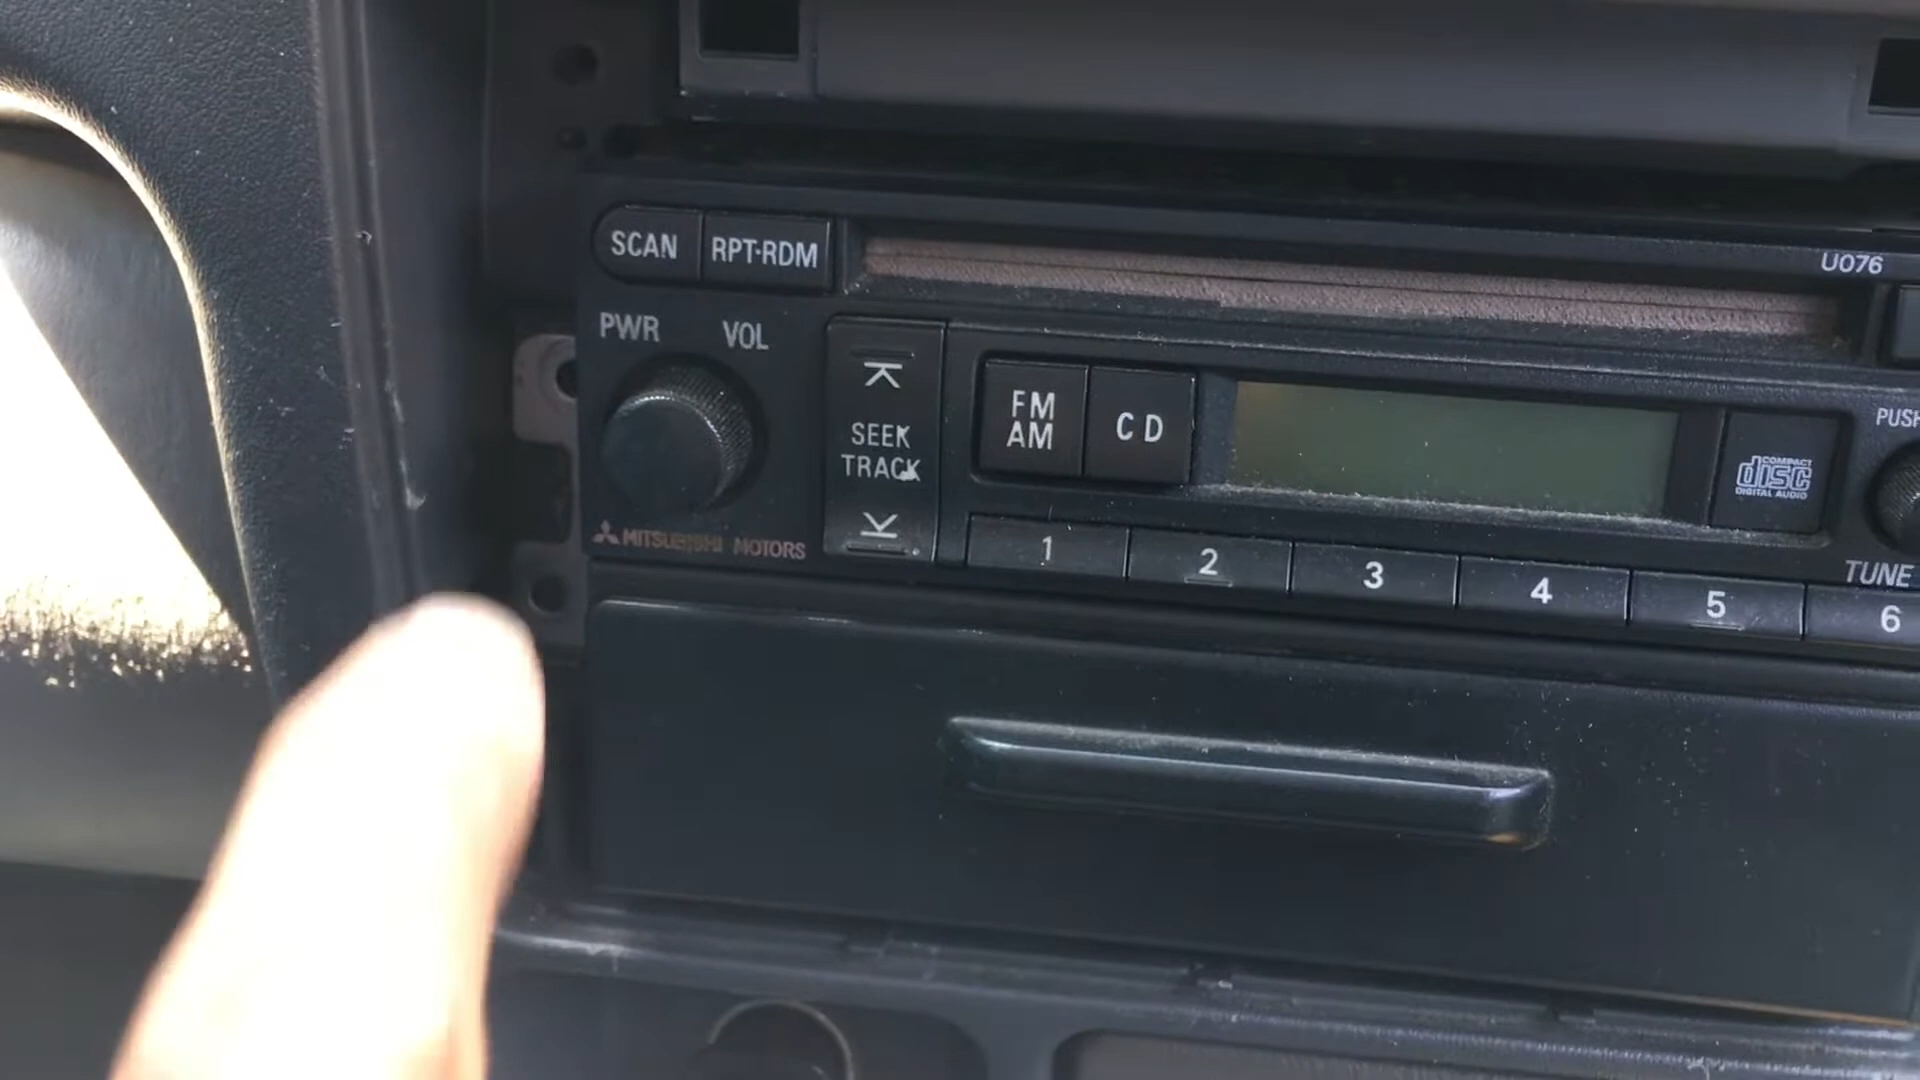 U076
SCAN
RPT·RDM
PWR
VOL
SEEK
TRACK
FM
AM
CD
COMPACT
disc
DIGITAL AUDIO
PUSH
MITSUBISHI MOTORS
1
2
3
4
5
6
TUNE